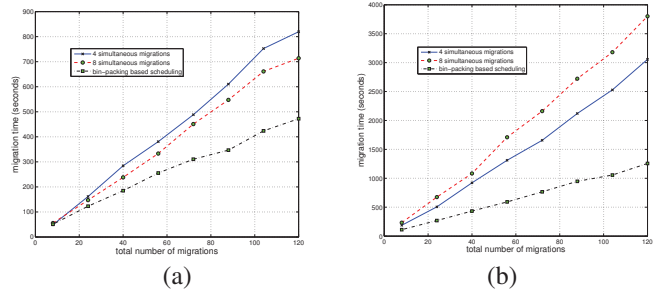 900
800
700
600
500
400
300
200
100
0
0 20 40 60 80 100 120
migration time (seconds)
total number of migrations
4 simultaneous migrations
8 simultaneous migrations
bin−packing based scheduling
(a)
4000
3500
3000
2500
2000
1500
1000
500
0
0 20 40 60 80 100 120
migration time (seconds)
total number of migrations
4 simultaneous migrations
8 simultaneous migrations
bin−packing based scheduling
(b)